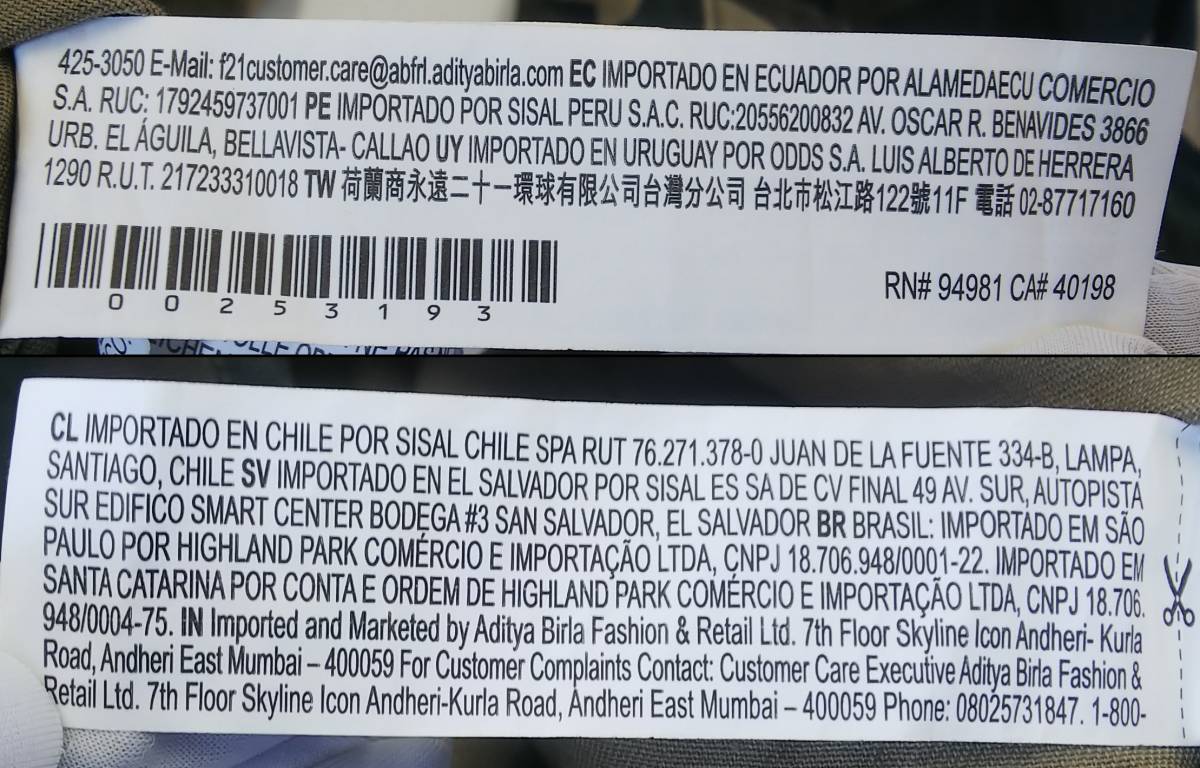 425-3050 E-Mail: f21customer.care@abfrl.adityabirla.com EC IMPORTADO EN ECUADOR POR ALAMEDAECU COMERCIO
S.A. RUC: 1792459737001 PE IMPORTADO POR SISAL PERU S.A.C. RUC:20556200832 AV. OSCAR R. BENAVIDES 3866
URB. EL ÁGUILA, BELLAVISTA- CALLAO UY IMPORTADO EN URUGUAY POR ODDS S.A. LUIS ALBERTO DE HERRERA
1290 R.U.T. 217233310018 TW 荷蘭商永遠二十一環球有限公司台灣分公司 台北市松江路122號11F 電話 02-87717160
00253193
RN# 94981 CA# 40198
CL IMPORTADO EN CHILE POR SISAL CHILE SPA RUT 76.271.378-0 JUAN DE LA FUENTE 334-B, LAMPA,
SANTIAGO, CHILE SV IMPORTADO EN EL SALVADOR POR SISAL ES SA DE CV FINAL 49 AV. SUR, AUTOPISTA
SUR EDIFICO SMART CENTER BODEGA #3 SAN SALVADOR, EL SALVADOR BR BRASIL: IMPORTADO EM SÃO
PAULO POR HIGHLAND PARK COMÉRCIO E IMPORTAÇÃO LTDA, CNPJ 18.706.948/0001-22. IMPORTADO EM
SANTA CATARINA POR CONTA E ORDEM DE HIGHLAND PARK COMÉRCIO E IMPORTAÇÃO LTDA, CNPJ 18.706.
948/0004-75. IN Imported and Marketed by Aditya Birla Fashion & Retail Ltd. 7th Floor Skyline Icon Andheri- Kurla
Road, Andheri East Mumbai – 400059 For Customer Complaints Contact: Customer Care Executive Aditya Birla Fashion &
Retail Ltd. 7th Floor Skyline Icon Andheri-Kurla Road, Andheri East Mumbai – 400059 Phone: 08025731847. 1-800-